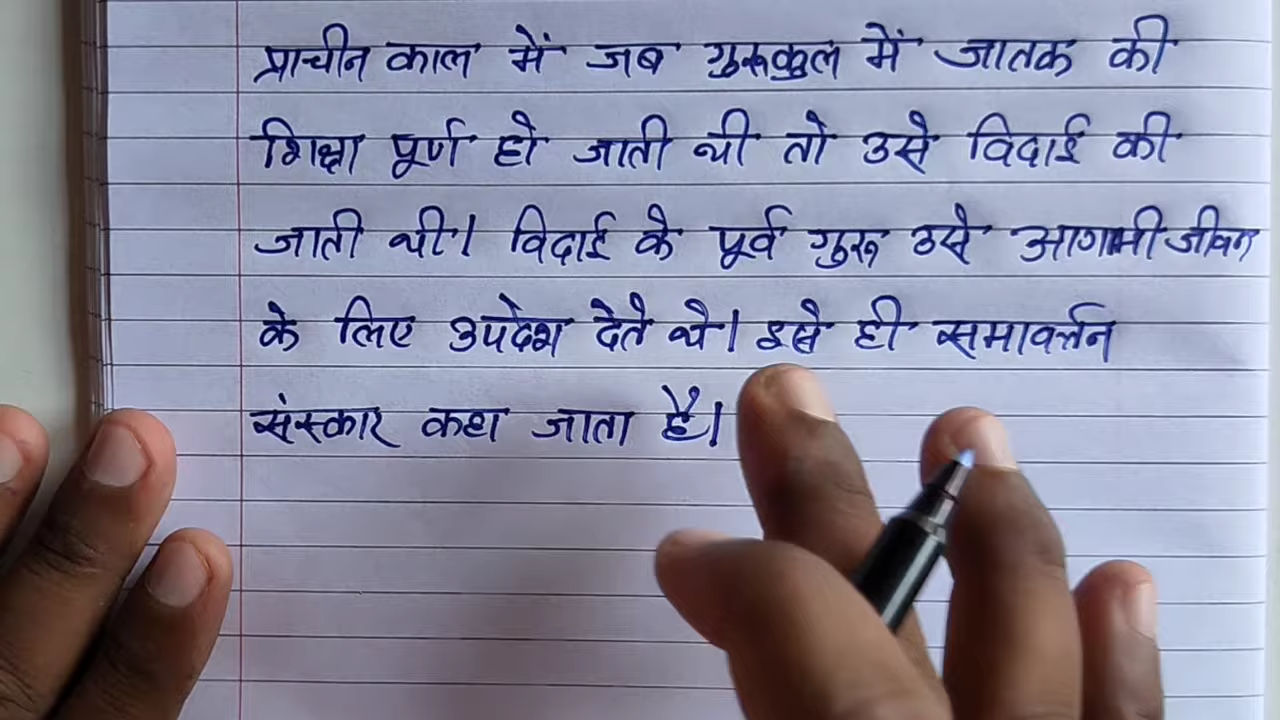 प्राचीन काल में जब गुरुकुल में जातक की
शिक्षा पूर्ण हो जाती थी तो उसे विदाई की
जाती थी। विदाई के पूर्व गुरु उसे आगामी जीवन
के लिए उपदेश देते थे। इसे ही समावर्त्तन
संस्कार कहा जाता है।